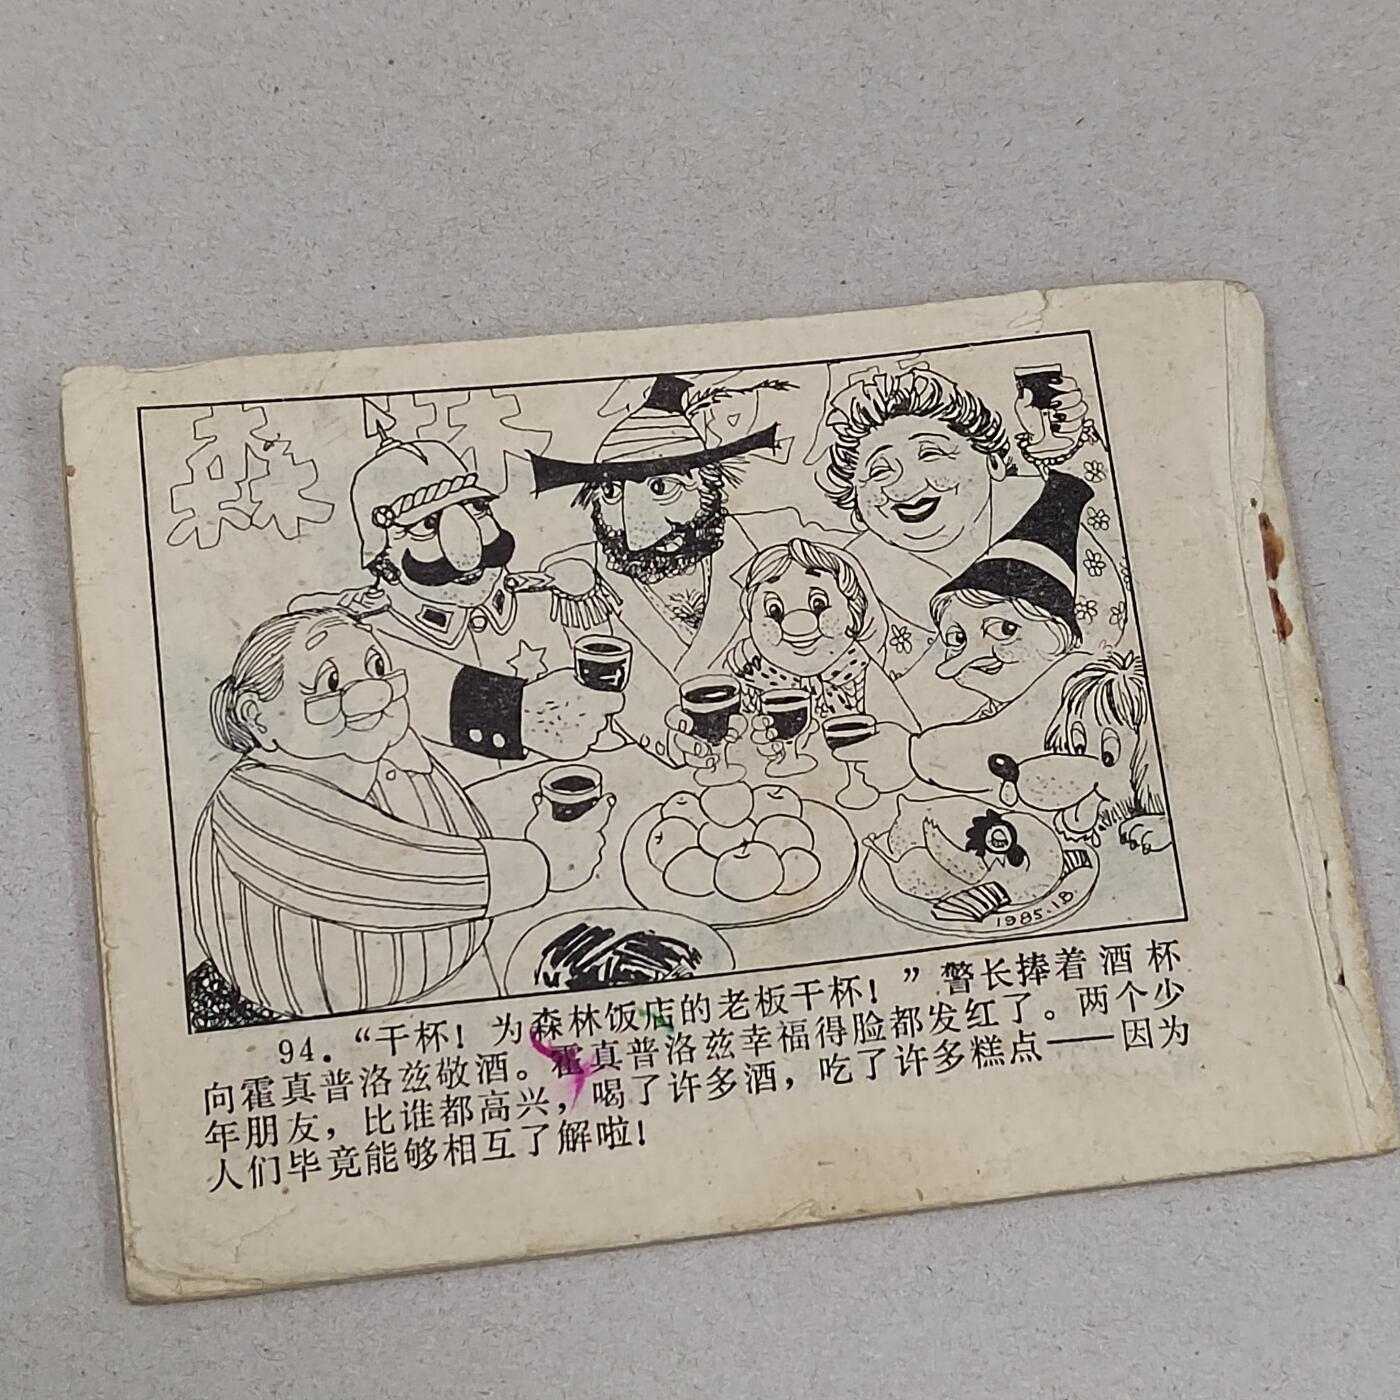 森林饭店
1985.18
94. “干杯！为森林饭店的老板干杯！”警长捧着酒杯
向霍真普洛兹敬酒。霍真普洛兹幸福得脸都发红了。两个少
年朋友，比谁都高兴，喝了许多酒，吃了许多糕点——因为
人们毕竟能够相互了解啦！